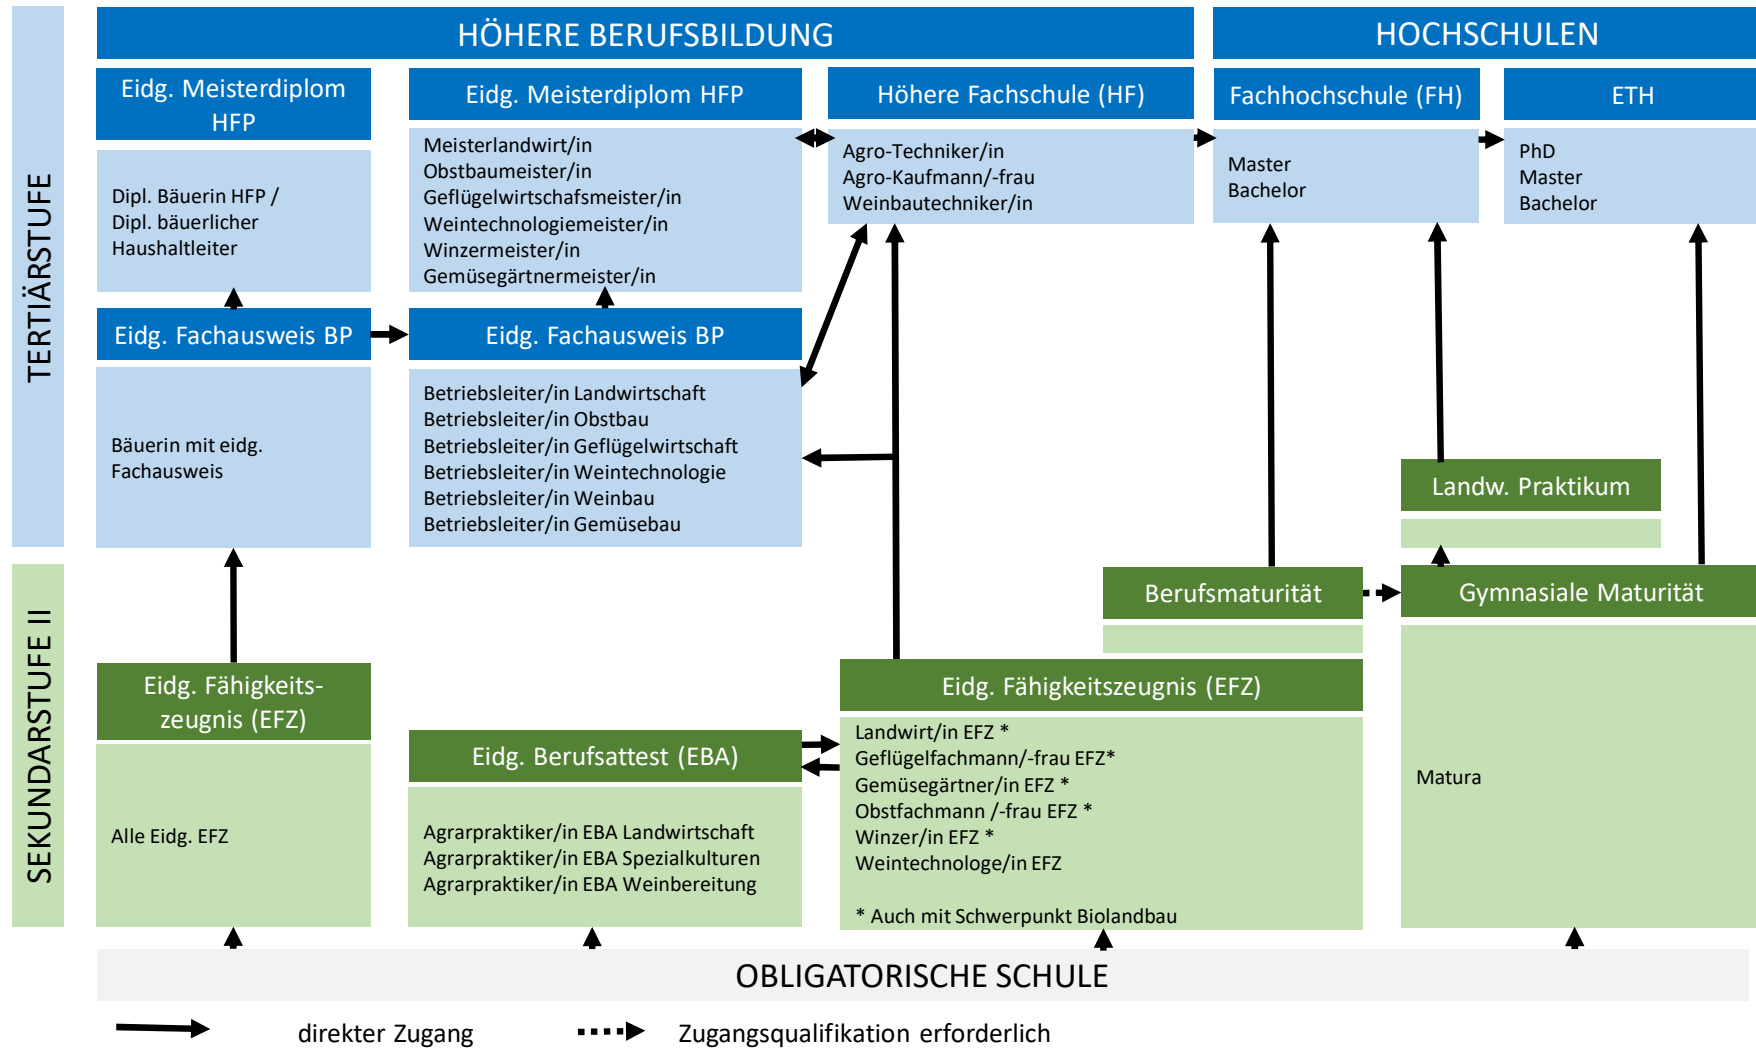 HÖHERE BERUFSBILDUNG
HOCHSCHULEN
TERTIÄRSTUFE
Eidg. Meisterdiplom
HFP
Dipl. Bäuerin HFP /
Dipl. bäuerlicher
Haushaltleiter
Eidg. Meisterdiplom HFP
Meisterlandwirt/in
Obstbaumeister/in
Geflügelwirtschafsmeister/in
Weintechnologiemeister/in
Winzermeister/in
Gemüsegärtnermeister/in
Höhere Fachschule (HF)
Agro-Techniker/in
Agro-Kaufmann/-frau
Weinbautechniker/in
Fachhochschule (FH)
Master
Bachelor
ETH
PhD
Master
Bachelor
Eidg. Fachausweis BP
Bäuerin mit eidg.
Fachausweis
Eidg. Fachausweis BP
Betriebsleiter/in Landwirtschaft
Betriebsleiter/in Obstbau
Betriebsleiter/in Geflügelwirtschaft
Betriebsleiter/in Weintechnologie
Betriebsleiter/in Weinbau
Betriebsleiter/in Gemüsebau
Landw. Praktikum
SEKUNDARSTUFE II
Berufsmaturität
Gymnasiale Maturität
Matura
Eidg. Fähigkeits-
zeugnis (EFZ)
Alle Eidg. EFZ
Eidg. Berufsattest (EBA)
Agrarpraktiker/in EBA Landwirtschaft
Agrarpraktiker/in EBA Spezialkulturen
Agrarpraktiker/in EBA Weinbereitung
Eidg. Fähigkeitszeugnis (EFZ)
Landwirt/in EFZ *
Geflügelfachmann/-frau EFZ*
Gemüsegärtner/in EFZ *
Obstfachmann /-frau EFZ *
Winzer/in EFZ *
Weintechnologe/in EFZ
* Auch mit Schwerpunkt Biolandbau
OBLIGATORISCHE SCHULE
direkter Zugang
Zugangsqualifikation erforderlich